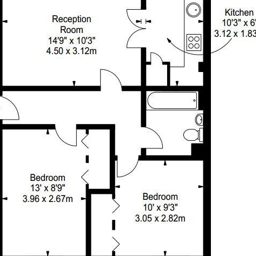 Reception
Room
14'9" x 10'3"
4.50 x 3.12m
Kitchen
10'3" x 6'
3.12 x 1.83
Bedroom
13' x 8'9"
3.96 x 2.67m
Bedroom
10' x 9'3"
3.05 x 2.82m